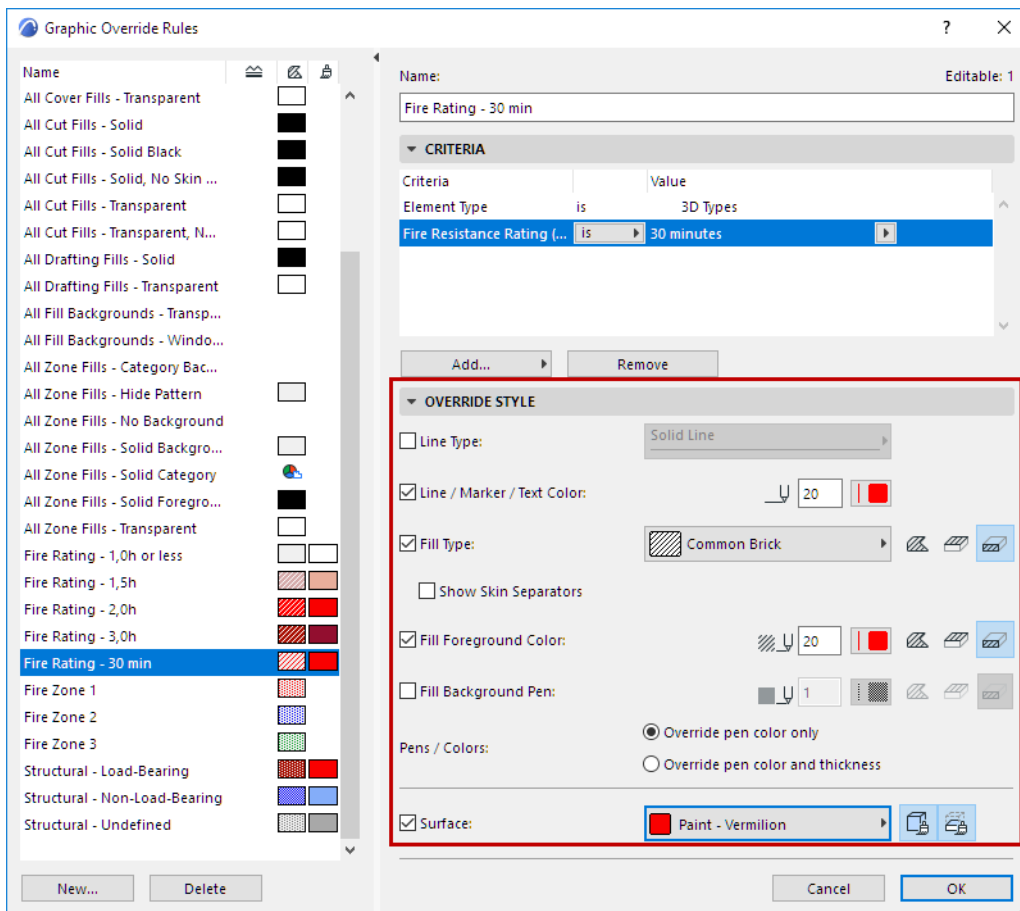 Graphic Override Rules
?
Name
All Cover Fills - Transparent
All Cut Fills - Solid
All Cut Fills - Solid Black
All Cut Fills - Solid, No Skin ...
All Cut Fills - Transparent
All Cut Fills - Transparent, N...
All Drafting Fills - Solid
All Drafting Fills - Transparent
All Fill Backgrounds - Transp...
All Fill Backgrounds - Windo...
All Zone Fills - Category Bac...
All Zone Fills - Hide Pattern
All Zone Fills - No Background
All Zone Fills - Solid Backgro...
All Zone Fills - Solid Category
All Zone Fills - Solid Foregro...
All Zone Fills - Transparent
Fire Rating - 1,0h or less
Fire Rating - 1,5h
Fire Rating - 2,0h
Fire Rating - 3,0h
Fire Rating - 30 min
Fire Zone 1
Fire Zone 2
Fire Zone 3
Structural - Load-Bearing
Structural - Non-Load-Bearing
Structural - Undefined
New... Delete
Name: Editable: 1
Fire Rating - 30 min
CRITERIA
Criteria Value
Element Type is 3D Types
Fire Resistance Rating (... is 30 minutes
Add... Remove
OVERRIDE STYLE
Line Type: Solid Line
Line / Marker / Text Color: 20
Fill Type: Common Brick
Show Skin Separators
Fill Foreground Color: 20
Fill Background Pen: 1
Pens / Colors: Override pen color only
Override pen color and thickness
Surface: Paint - Vermilion
Cancel OK